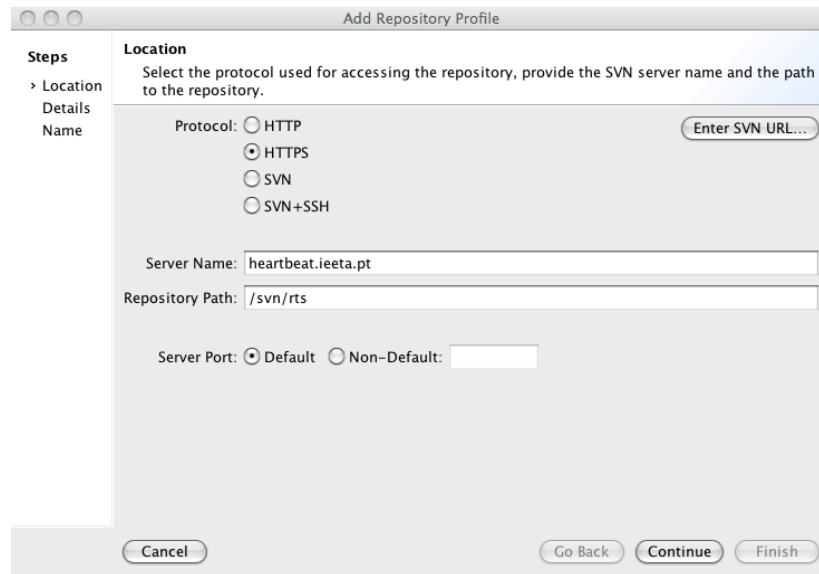 Add Repository Profile
Steps
› Location
Details
Name
Location
Select the protocol used for accessing the repository, provide the SVN server name and the path
to the repository.
Protocol: HTTP
Enter SVN URL...
HTTPS
SVN
SVN+SSH
Server Name: heartbeat.ieeta.pt
Repository Path: /svn/rts
Server Port: Default Non-Default:
Cancel Go Back Continue Finish